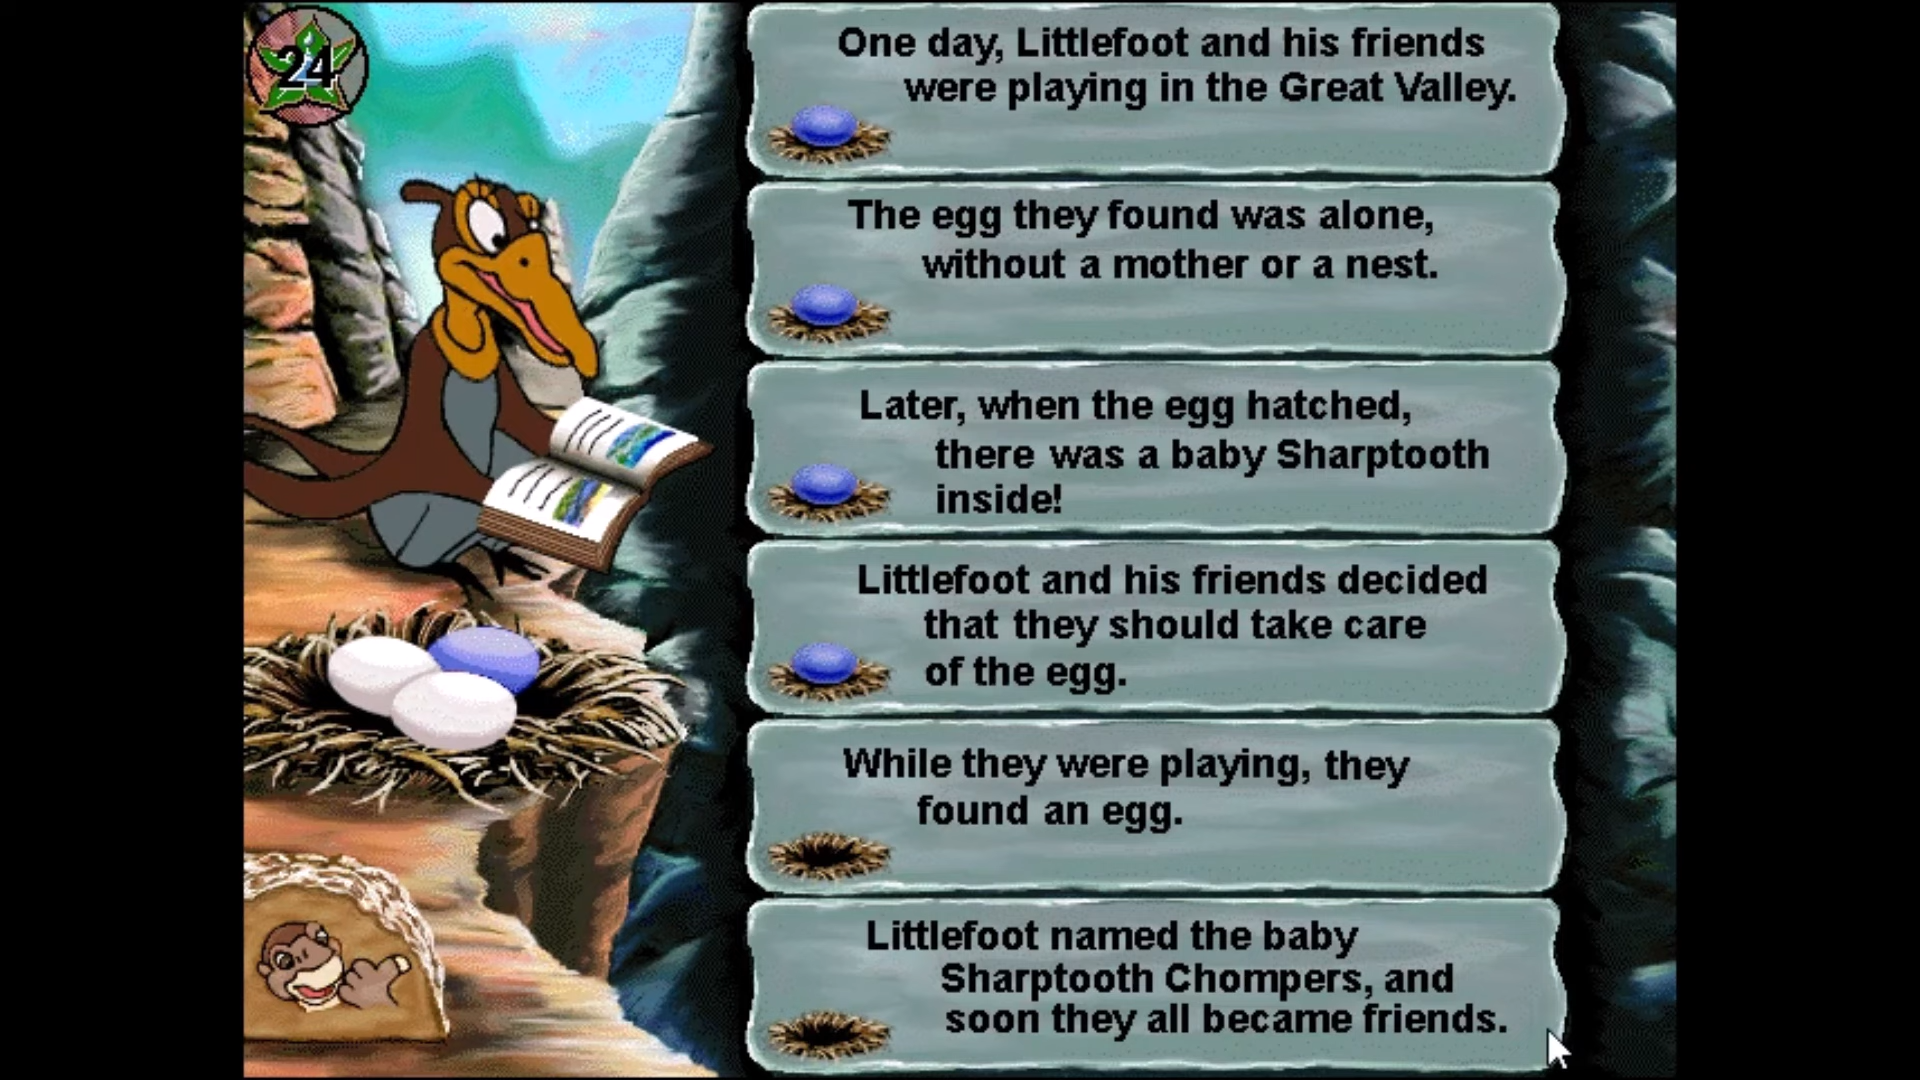 24
One day, Littlefoot and his friends
were playing in the Great Valley.
The egg they found was alone,
without a mother or a nest.
Later, when the egg hatched,
there was a baby Sharptooth
inside!
Littlefoot and his friends decided
that they should take care
of the egg.
While they were playing, they
found an egg.
Littlefoot named the baby
Sharptooth Chompers, and
soon they all became friends.